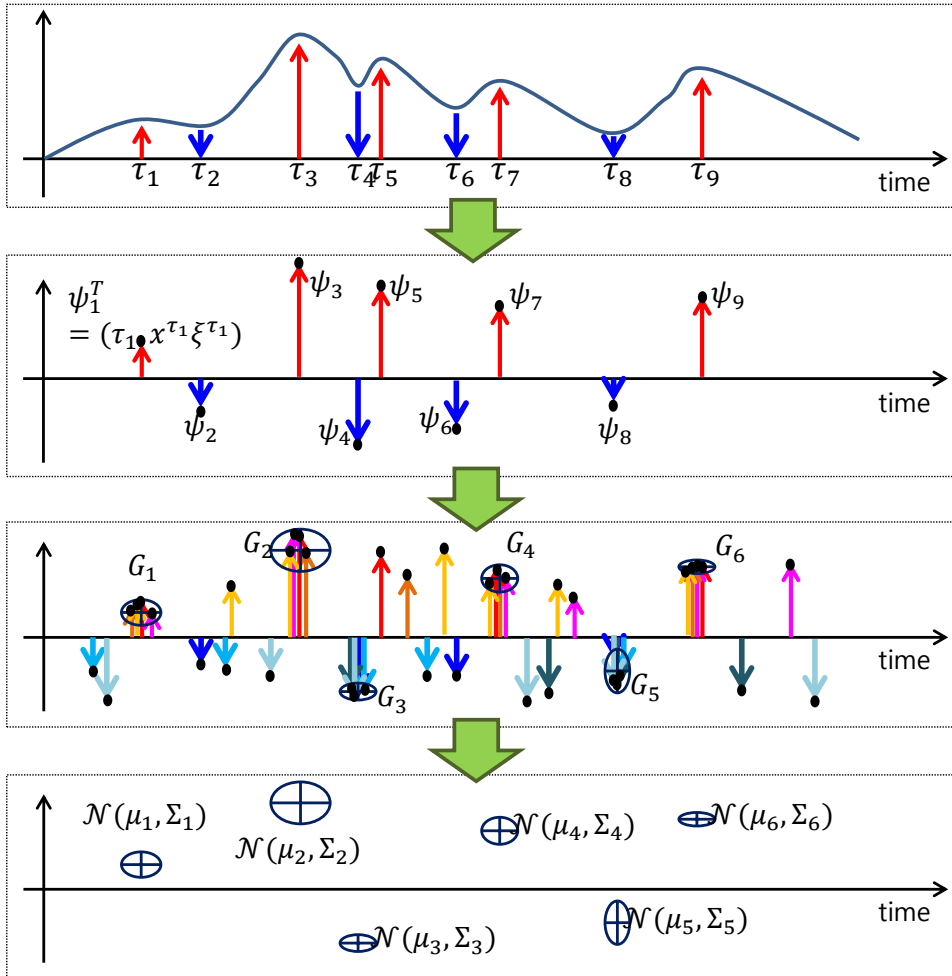 τ₁ τ₂ τ₃ τ₄ τ₅ τ₆ τ₇ τ₈ τ₉
time
ψ₃ ψ₅ ψ₇ ψ�9
ψ₁ᵀ
= (τ₁ x^τ₁ ξ^τ₁)
ψ₂ ψ₄ ψ₆ ψ₈
time
G₁ G₂ G₄ G₆
G₃ G₅
time
𝒩(μ₁, Σ₁) 𝒩(μ₂, Σ₂) 𝒩(μ₄, Σ₄) 𝒩(μ₆, Σ₆)
time
𝒩(μ₃, Σ₃) 𝒩(μ₅, Σ₅)